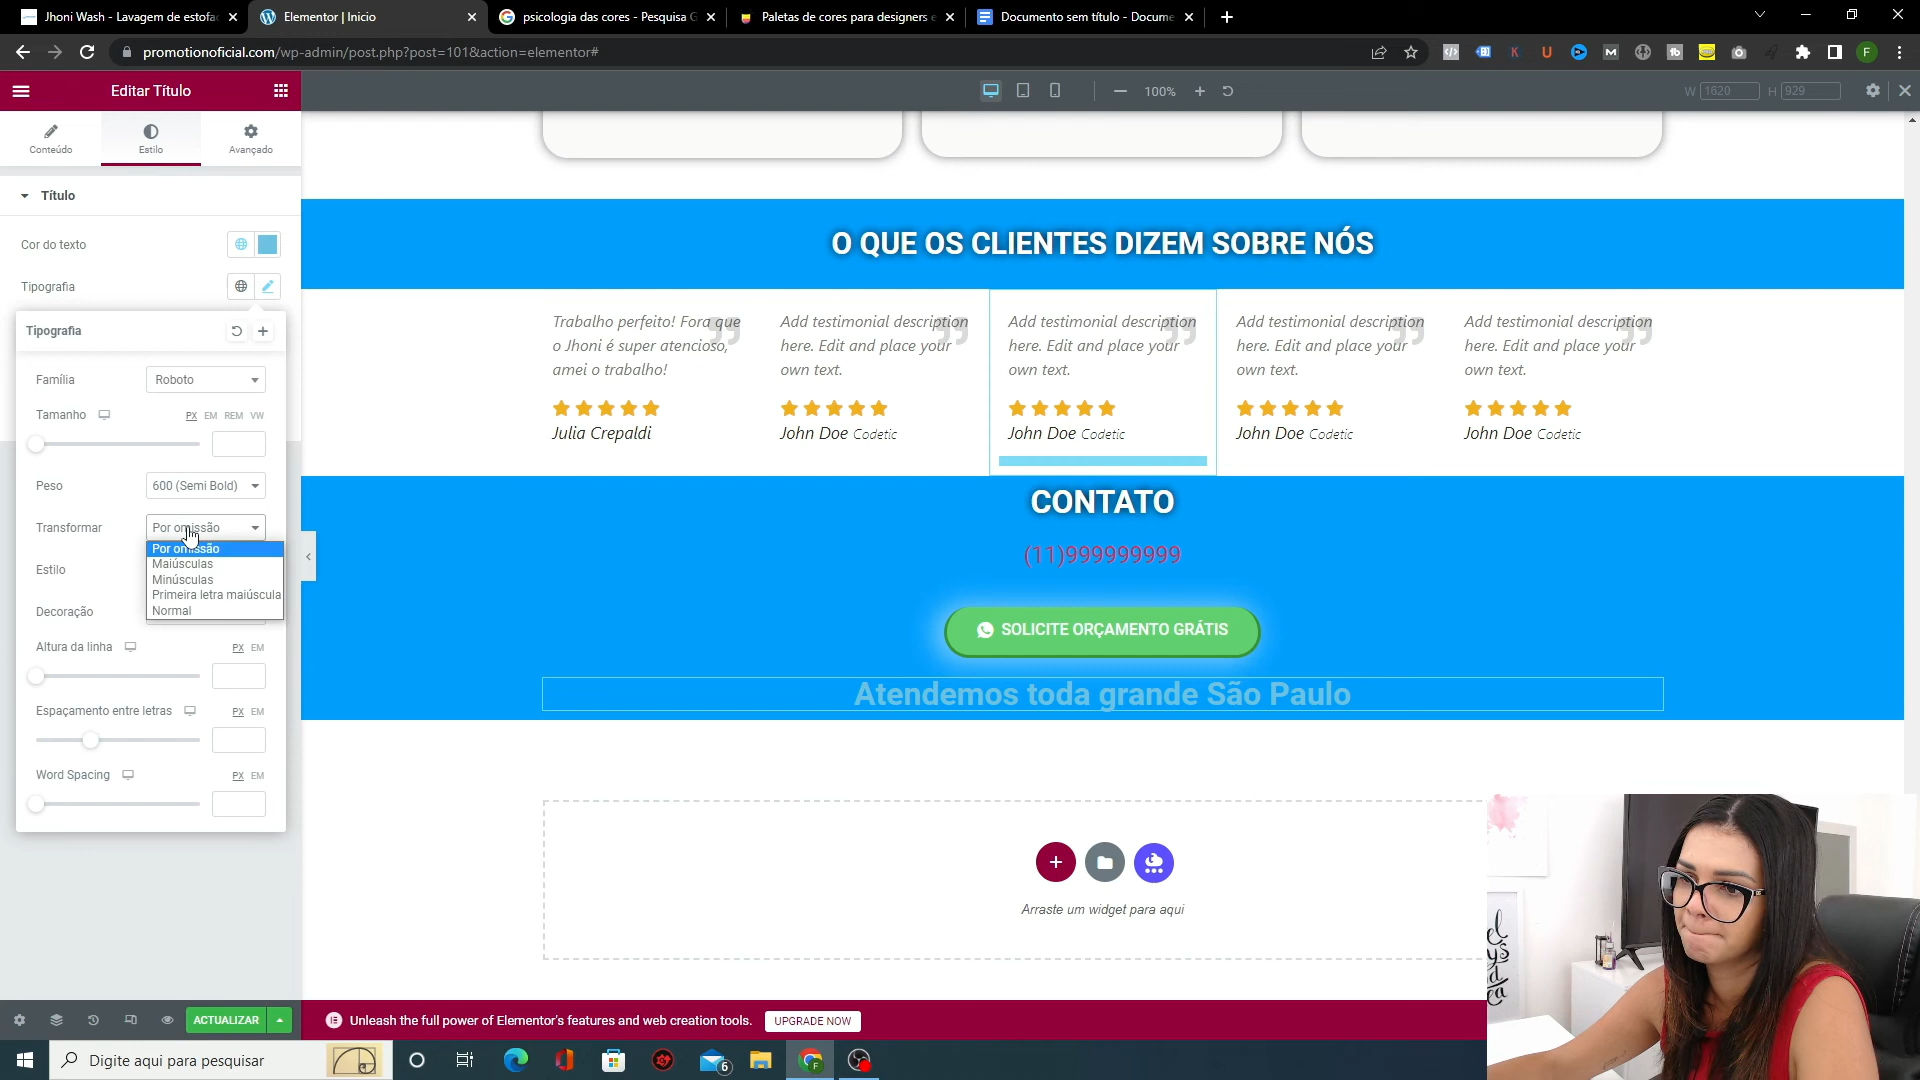 Jhoni Wash - Lavagem de estofa
Elementor | Inicio
psicologia das cores - Pesquisa G
Paletas de cores para designers e
Documento sem título - Docume
promotionoficial.com/wp-admin/post.php?post=101&action=elementor#
Editar Título
100%
W 1620 H 929
Conteúdo
Estilo
Avançado
Título
Cor do texto
Tipografia
Tipografia
Família
Roboto
Tamanho
PX EM REM VW
Peso
600 (Semi Bold)
Transformar
Por omissão
Por omissão
Maiúsculas
Minúsculas
Primeira letra maiúscula
Normal
Estilo
Decoração
Altura da linha
PX EM
Espaçamento entre letras
PX EM
Word Spacing
PX EM
ACTUALIZAR
O QUE OS CLIENTES DIZEM SOBRE NÓS
Trabalho perfeito! Fora que
o Jhoni é super atencioso,
amei o trabalho!
Julia Crepaldi
Add testimonial description
here. Edit and place your
own text.
John Doe Codetic
Add testimonial description
here. Edit and place your
own text.
John Doe Codetic
Add testimonial description
here. Edit and place your
own text.
John Doe Codetic
Add testimonial description
here. Edit and place your
own text.
John Doe Codetic
CONTATO
(11)999999999
SOLICITE ORÇAMENTO GRÁTIS
Atendemos toda grande São Paulo
Arraste um widget para aqui
Unleash the full power of Elementor's features and web creation tools.
UPGRADE NOW
Digite aqui para pesquisar
6